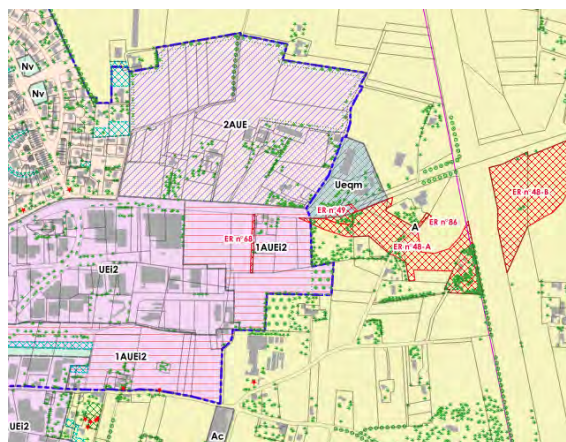 Nv
Nv
2AUE
Ueqm
ER n°48-B
ER n°49
ER n°86
A
ER n°68
1AUEi2
ER n°48-A
UEi2
1AUEi2
UEi2
Ac